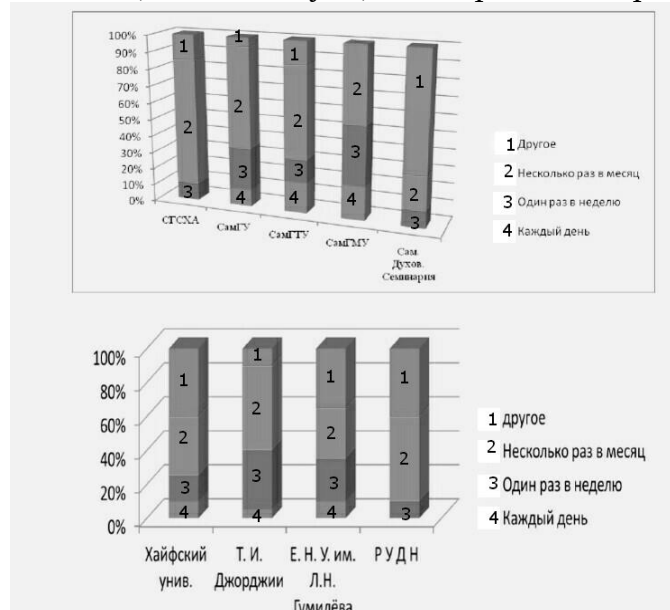 100%
90%
80%
70%
60%
50%
40%
30%
20%
10%
0%
1 1 1 2 1
2 2 2 3 2
3 3 3 4 3
4 4
СГСХА
СамГУ
СамГТУ
СамГМУ
Сам.
Духов.
Семинария
1 Другое
2 Несколько раз в месяц
3 Один раз в неделю
4 Каждый день
100%
80%
60%
40%
20%
0%
1 1 1 1
2 2 2 2
3 3 3 3
4 4 4
Хайфский Т. И. Е. Н. У. им. Р У Д Н
унив. Джорджии Л.Н.
Гумилёва
1 другое
2 Несколько раз в месяц
3 Один раз в неделю
4 Каждый день